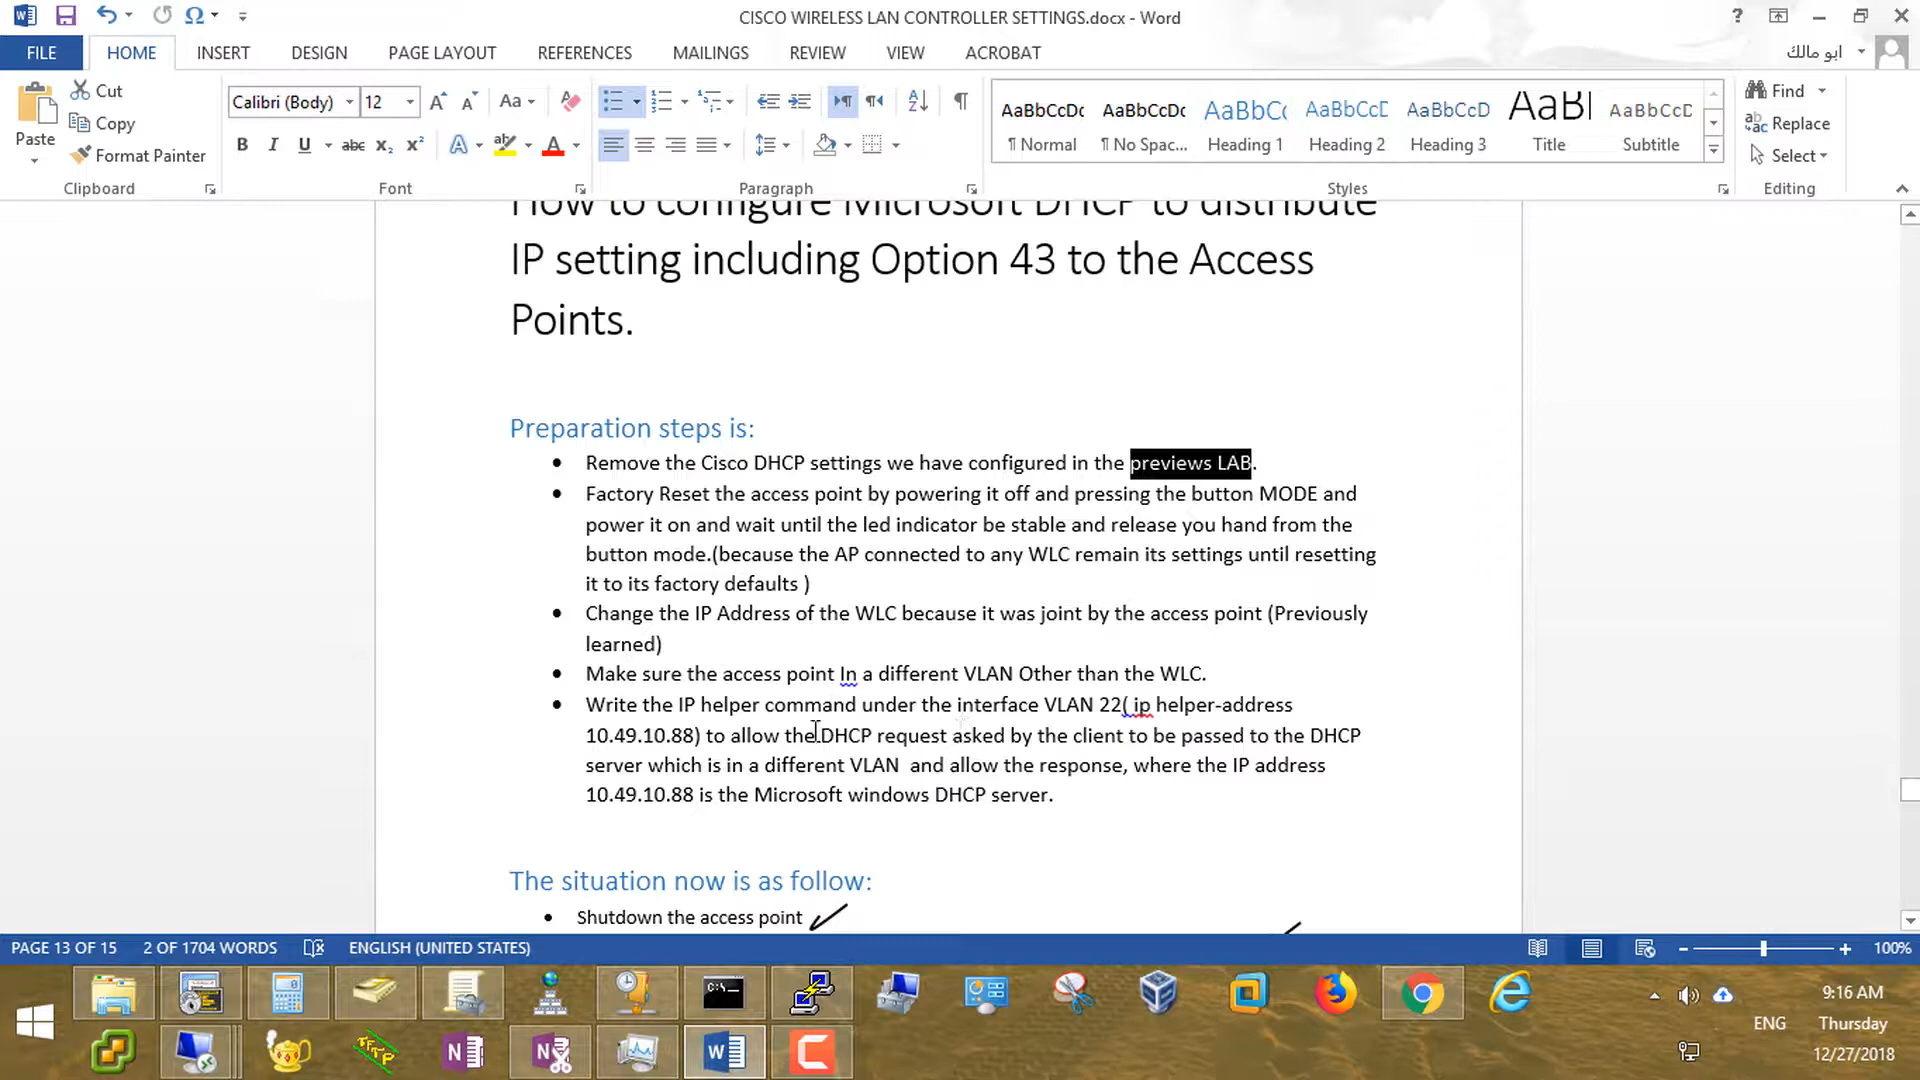 CISCO WIRELESS LAN CONTROLLER SETTINGS.docx - Word
FILE HOME INSERT DESIGN PAGE LAYOUT REFERENCES MAILINGS REVIEW VIEW ACROBAT ابو مالك
Cut
Copy
Format Painter
Paste
Clipboard
Calibri (Body) 12
Font
Paragraph
AaBbCcDc AaBbCcDc AaBbC AaBbCcD AaBbCcD AaB AaBbCcD
¶ Normal ¶ No Spac... Heading 1 Heading 2 Heading 3 Title Subtitle
Styles
Find
Replace
Select
Editing
How to configure Microsoft DHCP to distribute
IP setting including Option 43 to the Access
Points.
Preparation steps is:
• Remove the Cisco DHCP settings we have configured in the previews LAB.
• Factory Reset the access point by powering it off and pressing the button MODE and
power it on and wait until the led indicator be stable and release you hand from the
button mode.(because the AP connected to any WLC remain its settings until resetting
it to its factory defaults )
• Change the IP Address of the WLC because it was joint by the access point (Previously
learned)
• Make sure the access point In a different VLAN Other than the WLC.
• Write the IP helper command under the interface VLAN 22( ip helper-address
10.49.10.88) to allow the DHCP request asked by the client to be passed to the DHCP
server which is in a different VLAN and allow the response, where the IP address
10.49.10.88 is the Microsoft windows DHCP server.
The situation now is as follow:
• Shutdown the access point
PAGE 13 OF 15 2 OF 1704 WORDS ENGLISH (UNITED STATES) 100%
9:16 AM
ENG Thursday
12/27/2018